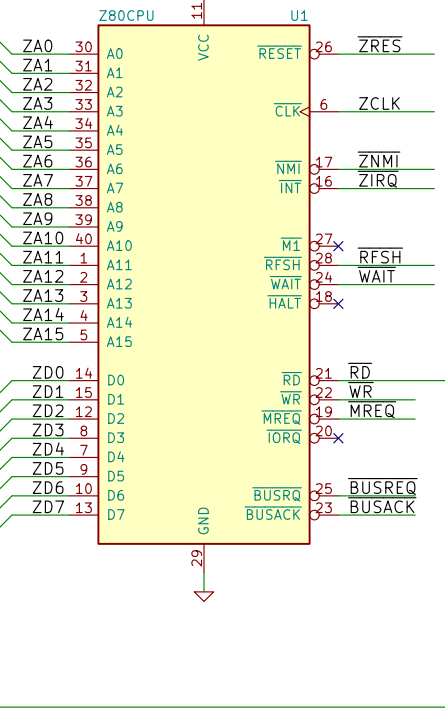 Z80CPU U1
11
VCC
ZA0 30 A0 RESET 26 ZRES
ZA1 31 A1
ZA2 32 A2
ZA3 33 A3 CLK 6 ZCLK
ZA4 34 A4
ZA5 35 A5
ZA6 36 A6 NMI 17 ZNMI
ZA7 37 A7 INT 16 ZIRQ
ZA8 38 A8
ZA9 39 A9
ZA10 40 A10 M1 27
ZA11 1 A11 RFSH 28 RFSH
ZA12 2 A12 WAIT 24 WAIT
ZA13 3 A13 HALT 18
ZA14 4 A14
ZA15 5 A15
ZD0 14 D0 RD 21 RD
ZD1 15 D1 WR 22 WR
ZD2 12 D2 MREQ 19 MREQ
ZD3 8 D3 IORQ 20
ZD4 7 D4
ZD5 9 D5
ZD6 10 D6 BUSRQ 25 BUSREQ
ZD7 13 D7 BUSACK 23 BUSACK
GND
29